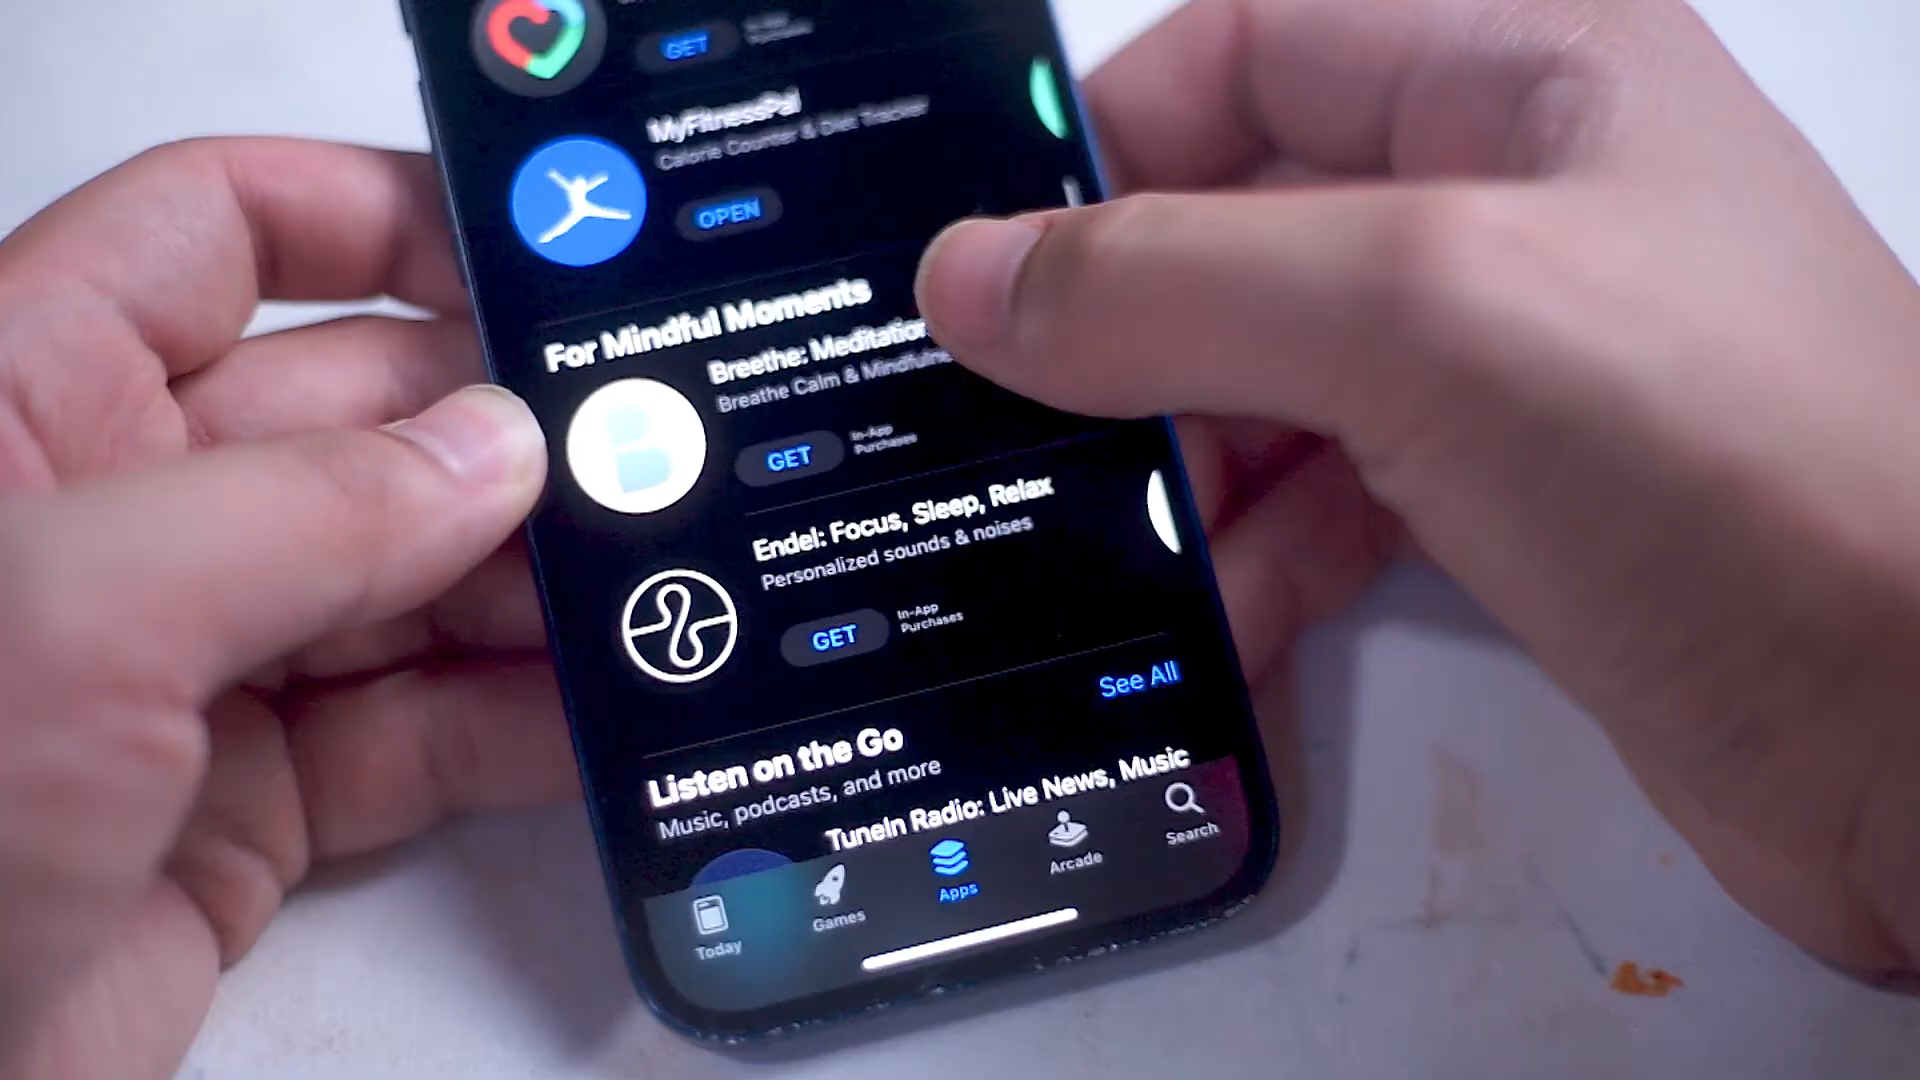 GET
MyFitnessPal
Calorie Counter & Diet Tracker
OPEN
For Mindful Moments
Breethe: Meditation
Breathe Calm &
GET
In-App
Purchases
Endel: Focus, Sleep, Relax
Personalized sounds & noises
GET
In-App
Purchases
See All
Listen on the Go
Music, podcasts, and more
TuneIn Radio: Live News, Music
Today
Games
Apps
Arcade
Search